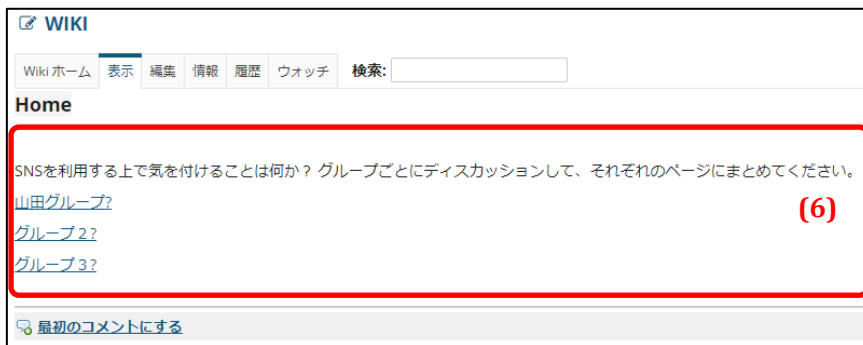 WIKI
Wiki ホーム 表示 編集 情報 履歴 ウォッチ 検索:
Home
SNSを利用する上で気を付けることは何か？ グループごとにディスカッションして、それぞれのページにまとめてください。
山田グループ?
グループ２?
グループ３?
(6)
最初のコメントにする